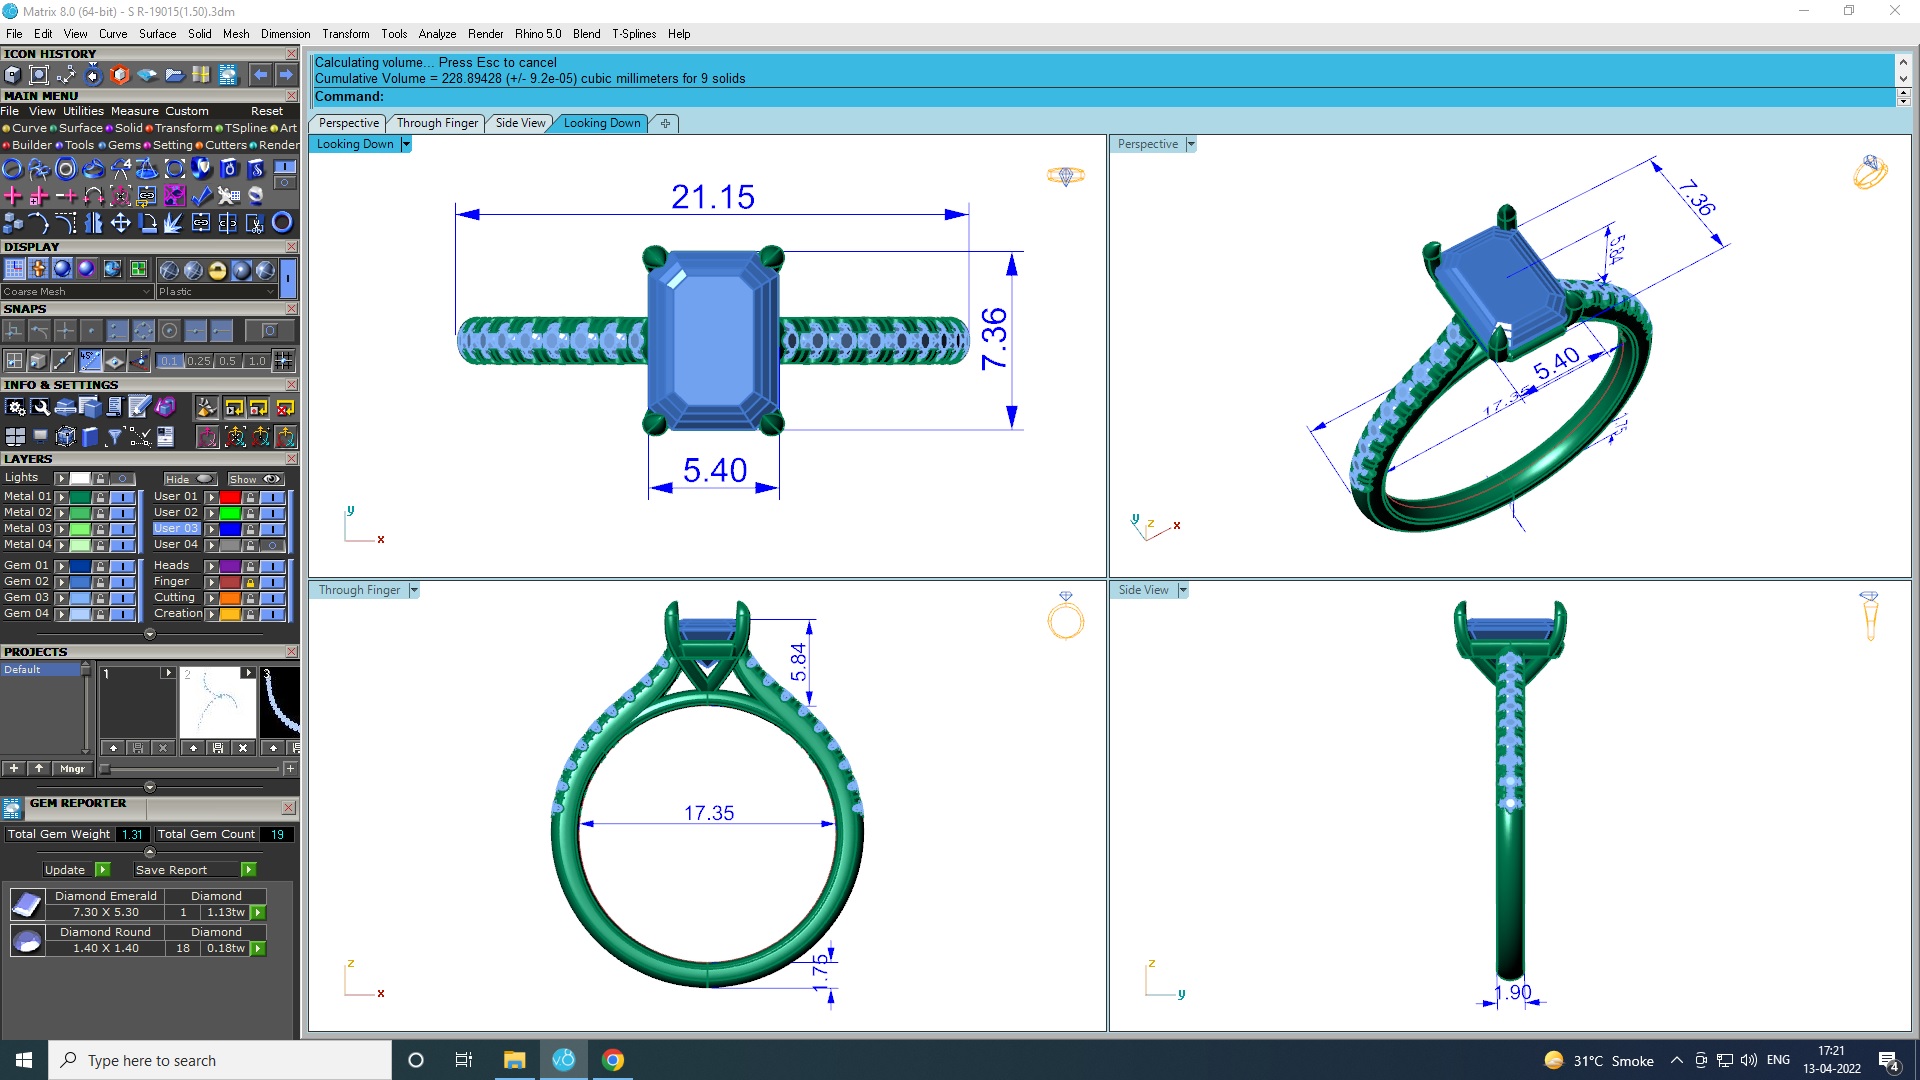 Matrix 8.0 (64-bit) - S R-19015(1.50).3dm
File Edit View Curve Surface Solid Mesh Dimension Transform Tools Analyze Render Rhino 5.0 Blend T-Splines Help
ICON HISTORY
MAIN MENU
File View Utilities Measure Custom Reset
Curve Surface Solid Transform TSpline Art
Builder Tools Gems Setting Cutters Render
DISPLAY
Coarse Mesh Plastic
SNAPS
0.1 0.25 0.5 1.0
INFO & SETTINGS
LAYERS
Lights Hide Show
Metal 01 User 01
Metal 02 User 02
Metal 03 User 03
Metal 04 User 04
Gem 01 Heads
Gem 02 Finger
Gem 03 Cutting
Gem 04 Creation
PROJECTS
Default
1 2 3
Mngr
GEM REPORTER
Total Gem Weight 1.31 Total Gem Count 19
Update Save Report
Diamond Emerald Diamond
7.30 X 5.30 1 1.13tw
Diamond Round Diamond
1.40 X 1.40 18 0.18tw
Calculating volume... Press Esc to cancel
Cumulative Volume = 228.89428 (+/- 9.2e-05) cubic millimeters for 9 solids
Command:
Perspective Through Finger Side View Looking Down
Looking Down
21.15
7.36
5.40
y
x
Perspective
7.36
5.84
5.40
17.35
1.75
y z x
Through Finger
5.84
17.35
1.75
z
x
Side View
1.90
z
y
Type here to search
31°C Smoke
ENG
17:21
13-04-2022
4